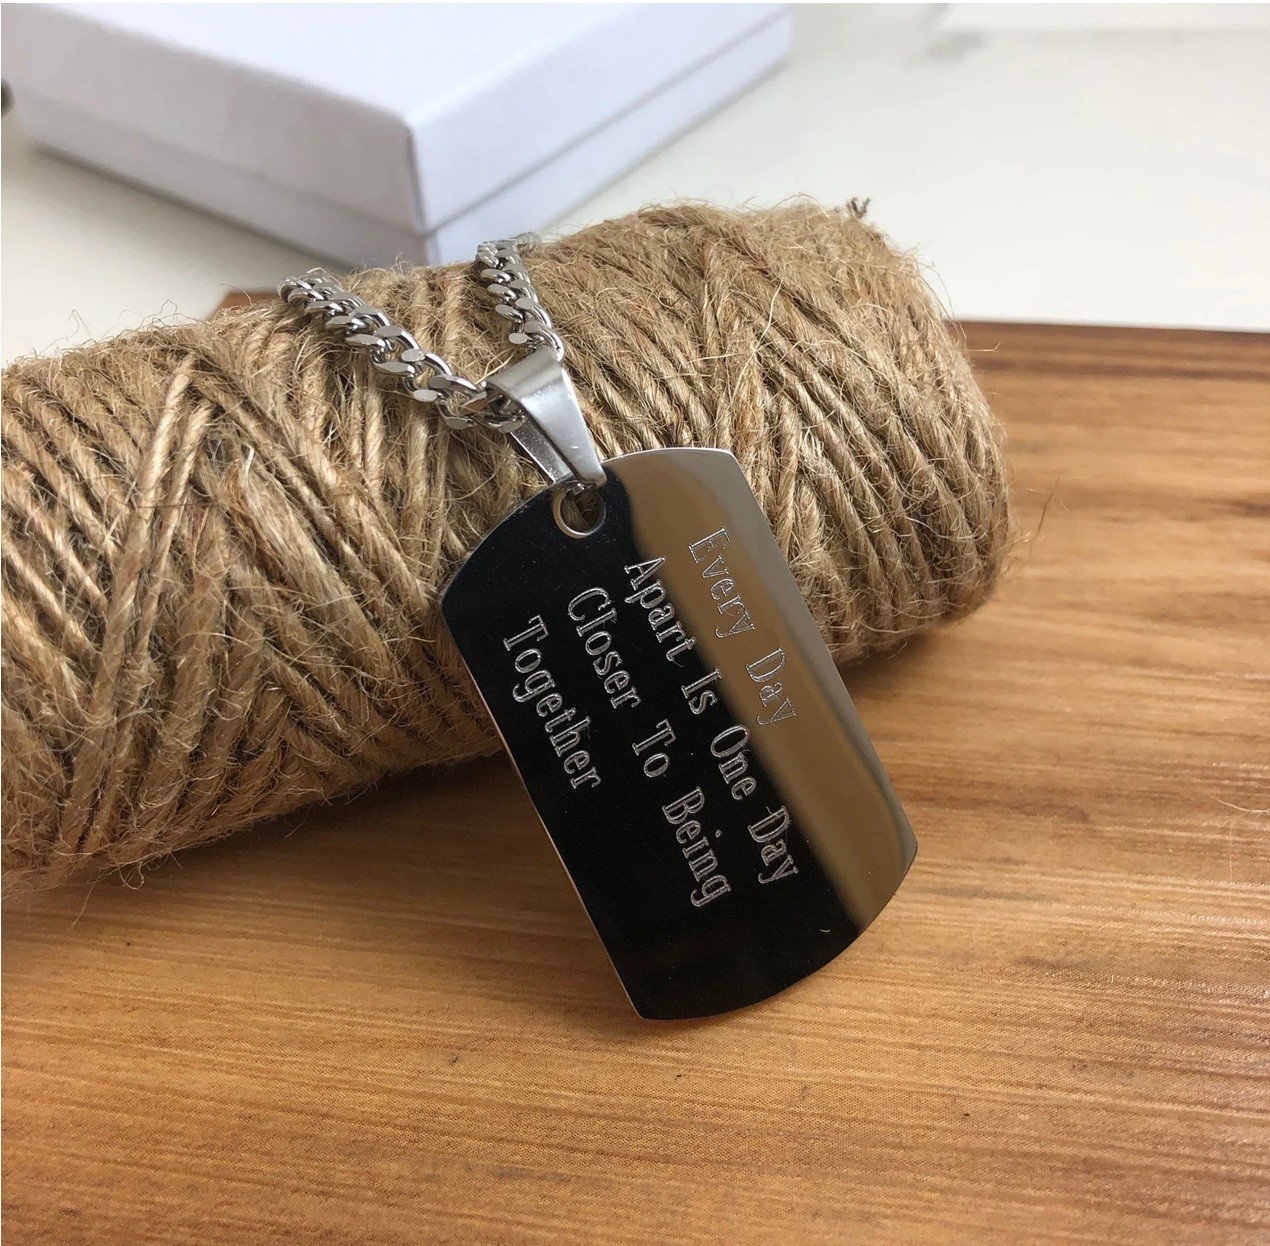 Every Day
Apart Is One Day
Closer To Being
Together